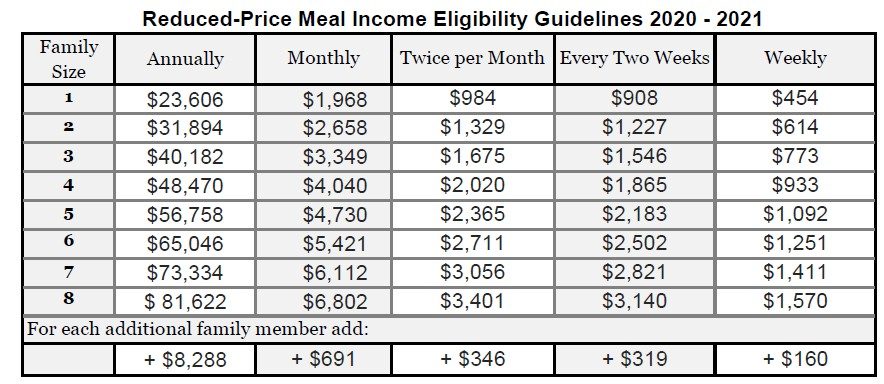 Reduced-Price Meal Income Eligibility Guidelines 2020 - 2021
Family Size Annually Monthly Twice per Month Every Two Weeks Weekly
1 $23,606 $1,968 $984 $908 $454
2 $31,894 $2,658 $1,329 $1,227 $614
3 $40,182 $3,349 $1,675 $1,546 $773
4 $48,470 $4,040 $2,020 $1,865 $933
5 $56,758 $4,730 $2,365 $2,183 $1,092
6 $65,046 $5,421 $2,711 $2,502 $1,251
7 $73,334 $6,112 $3,056 $2,821 $1,411
8 $ 81,622 $6,802 $3,401 $3,140 $1,570
For each additional family member add:
+ $8,288 + $691 + $346 + $319 + $160